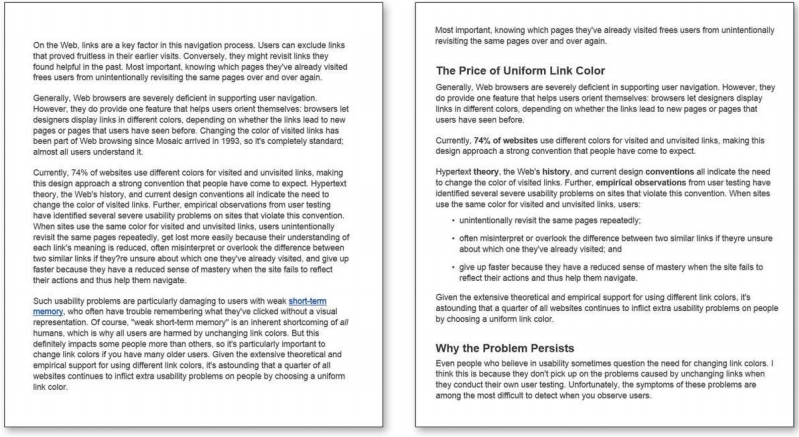 On the Web, links are a key factor in this navigation process. Users can exclude links
that proved fruitless in their earlier visits. Conversely, they might revisit links they
found helpful in the past. Most important, knowing which pages they've already visited
frees users from unintentionally revisiting the same pages over and over again.
Generally, Web browsers are severely deficient in supporting user navigation.
However, they do provide one feature that helps users orient themselves: browsers let
designers display links in different colors, depending on whether the links lead to new
pages or pages that users have seen before. Changing the color of visited links has
been part of Web browsing since Mosaic arrived in 1993, so it's completely standard;
almost all users understand it.
Currently, 74% of websites use different colors for visited and unvisited links, making
this design approach a strong convention that people have come to expect. Hypertext
theory, the Web's history, and current design conventions all indicate the need to
change the color of visited links. Further, empirical observations from user testing
have identified several severe usability problems on sites that violate this convention.
When sites use the same color for visited and unvisited links, users unintentionally
revisit the same pages repeatedly, get lost more easily because their understanding of
each link's meaning is reduced, often misinterpret or overlook the difference between
two similar links if they?re unsure about which one they've already visited, and give up
faster because they have a reduced sense of mastery when the site fails to reflect
their actions and thus help them navigate.
Such usability problems are particularly damaging to users with weak short-term
memory, who often have trouble remembering what they've clicked without a visual
representation. Of course, "weak short-term memory" is an inherent shortcoming of all
humans, which is why all users are harmed by unchanging link colors. But this
definitely impacts some people more than others, so it's particularly important to
change link colors if you have many older users. Given the extensive theoretical and
empirical support for using different link colors, it's astounding that a quarter of all
websites continues to inflict extra usability problems on people by choosing a uniform
link color.
Most important, knowing which pages they've already visited frees users from unintentionally
revisiting the same pages over and over again.
The Price of Uniform Link Color
Generally, Web browsers are severely deficient in supporting user navigation. However, they
do provide one feature that helps users orient themselves: browsers let designers display
links in different colors, depending on whether the links lead to new pages or pages that
users have seen before.
Currently, 74% of websites use different colors for visited and unvisited links, making this
design approach a strong convention that people have come to expect.
Hypertext theory, the Web's history, and current design conventions all indicate the need
to change the color of visited links. Further, empirical observations from user testing have
identified several severe usability problems on sites that violate this convention. When sites
use the same color for visited and unvisited links, users:
• unintentionally revisit the same pages repeatedly;
• often misinterpret or overlook the difference between two similar links if theyre unsure
about which one they've already visited; and
• give up faster because they have a reduced sense of mastery when the site fails to
reflect their actions and thus help them navigate.
Given the extensive theoretical and empirical support for using different link colors, it's
astounding that a quarter of all websites continues to inflict extra usability problems on people
by choosing a uniform link color.
Why the Problem Persists
Even people who believe in usability sometimes question the need for changing link colors. I
think this is because they don't pick up on the problems caused by unchanging links when
they conduct their own user testing. Unfortunately, the symptoms of these problems are
among the most difficult to detect when you observe users.